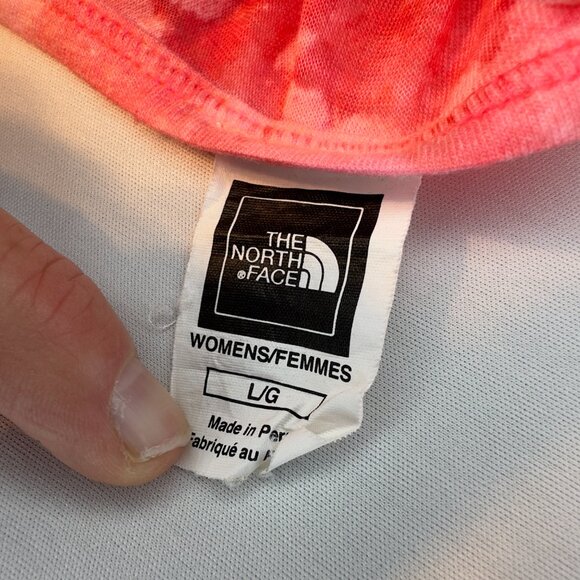 THE
NORTH
®FACE
WOMENS/FEMMES
L/G
Made in
Fabriqué au